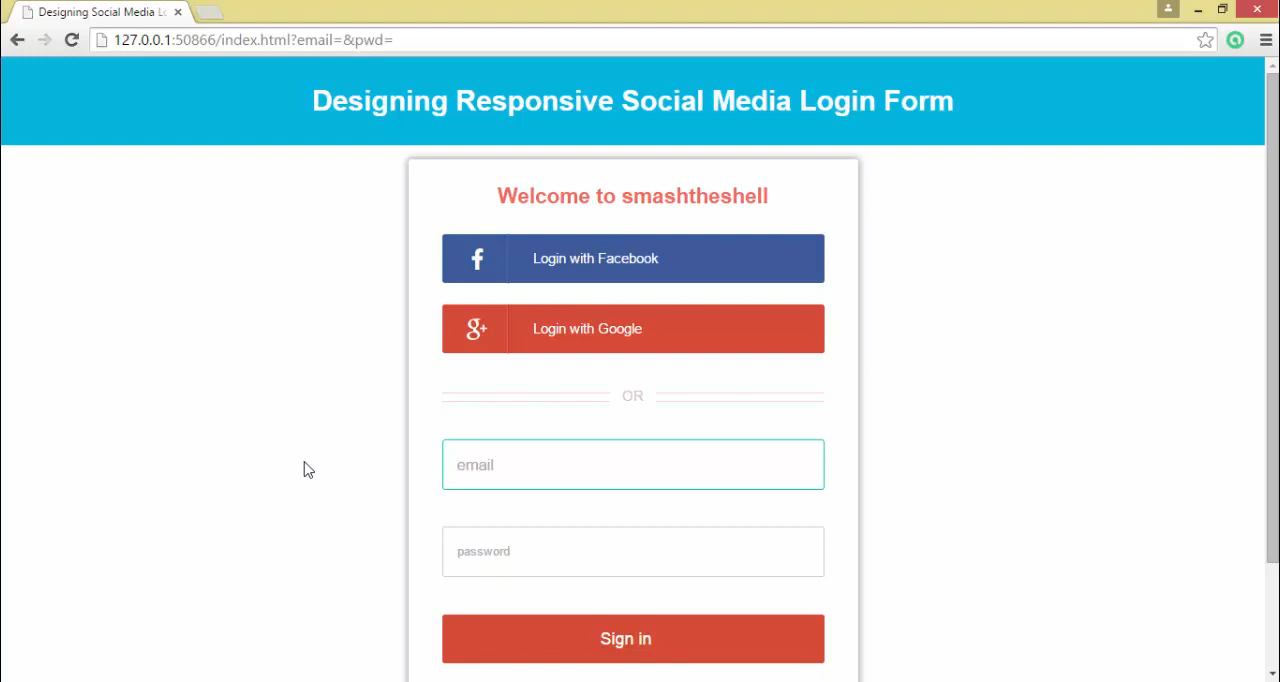 Designing Social Media Lo
127.0.0.1:50866/index.html?email=&pwd=
Designing Responsive Social Media Login Form
Welcome to smashtheshell
f Login with Facebook
g+ Login with Google
OR
email
password
Sign in